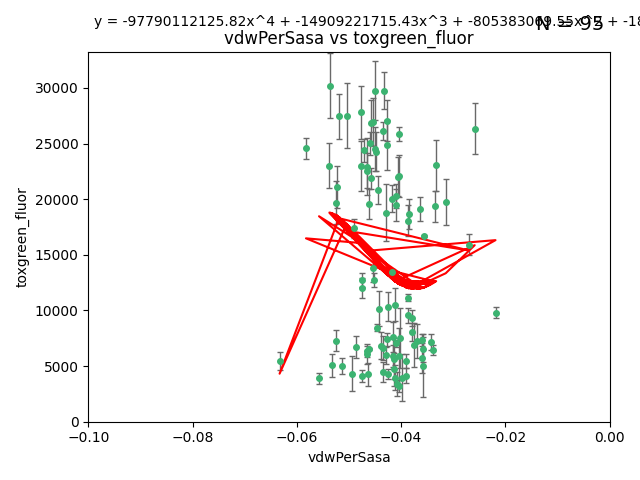 y = -97790112125.82x^4 + -14909221715.43x^3 + -805383069.55x^2 + -18
N = 93
vdwPerSasa vs toxgreen_fluor
30000
25000
20000
15000
10000
5000
0
toxgreen_fluor
−0.10 −0.08 −0.06 −0.04 −0.02 0.00
vdwPerSasa